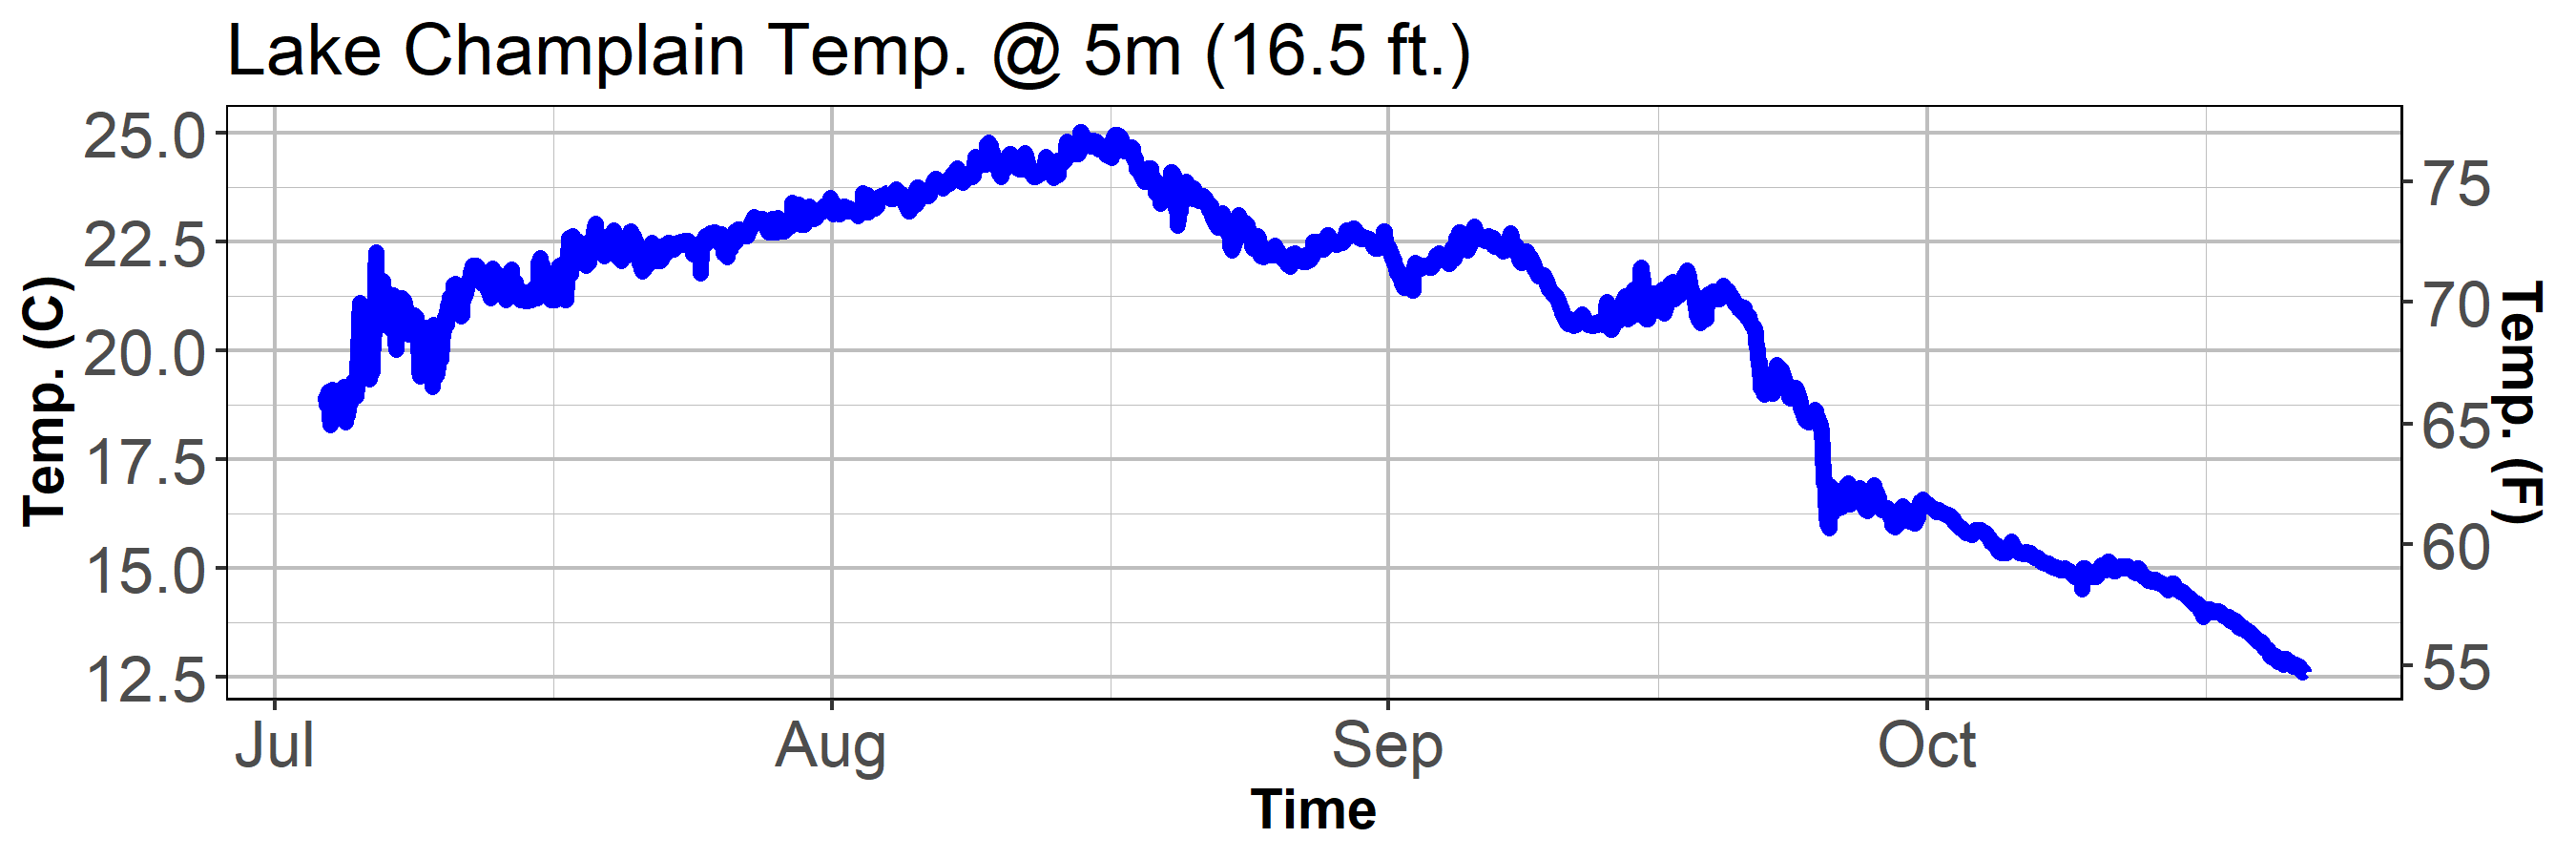 Lake Champlain Temp. @ 5m (16.5 ft.)
Temp. (C)
25.0
22.5
20.0
17.5
15.0
12.5
75
70
65
60
55
Temp. (F)
Jul Aug Sep Oct
Time